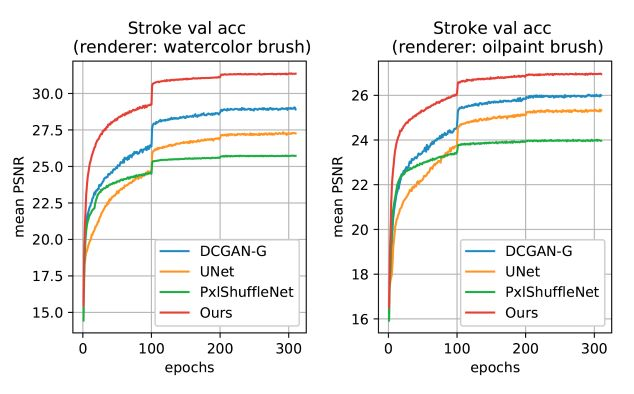 Stroke val acc
(renderer: watercolor brush)
mean PSNR
30.0
27.5
25.0
22.5
20.0
17.5
15.0
DCGAN-G
UNet
PxlShuffleNet
Ours
0 100 200 300
epochs
Stroke val acc
(renderer: oilpaint brush)
mean PSNR
26
24
22
20
18
16
DCGAN-G
UNet
PxlShuffleNet
Ours
0 100 200 300
epochs